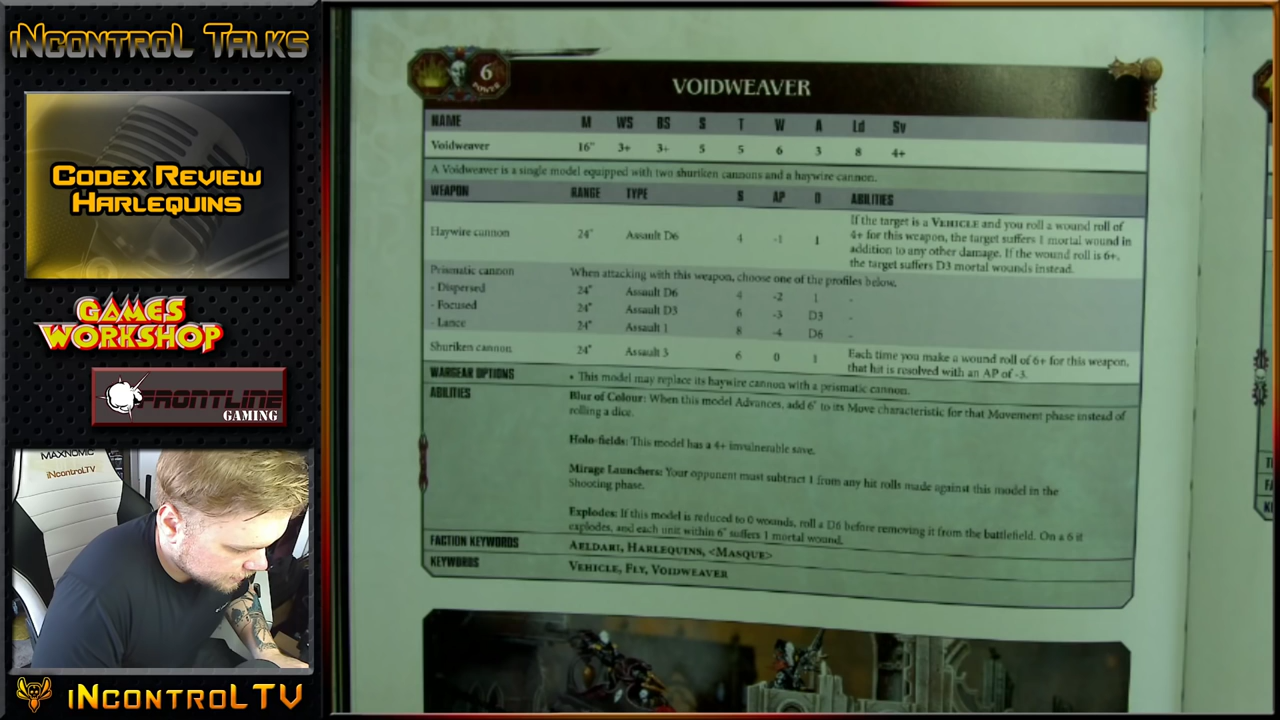 iNcontroL Talks
Codex Review
Harlequins
GAMES
WORKSHOP
FRONTLINE
GAMING
MAXNOMIC
iNcontroLTV
iNcontroLTV
6
POWER
VOIDWEAVER
NAME M WS BS S T W A Ld Sv
Voidweaver 16" 3+ 3+ 5 5 6 3 8 4+
A Voidweaver is a single model equipped with two shuriken cannons and a haywire cannon.
WEAPON RANGE TYPE S AP D ABILITIES
Haywire cannon 24" Assault D6 4 -1 1 If the target is a VEHICLE and you roll a wound roll of
4+ for this weapon, the target suffers 1 mortal wound in
addition to any other damage. If the wound roll is 6+,
the target suffers D3 mortal wounds instead.
Prismatic cannon When attacking with this weapon, choose one of the profiles below.
- Dispersed 24" Assault D6 4 -2 1 -
- Focused 24" Assault D3 6 -3 D3 -
- Lance 24" Assault 1 8 -4 D6 -
Shuriken cannon 24" Assault 3 6 0 1 Each time you make a wound roll of 6+ for this weapon,
that hit is resolved with an AP of -3.
WARGEAR OPTIONS • This model may replace its haywire cannon with a prismatic cannon.
ABILITIES Blur of Colour: When this model Advances, add 6" to its Move characteristic for that Movement phase instead of
rolling a dice.
Holo-fields: This model has a 4+ invulnerable save.
Mirage Launchers: Your opponent must subtract 1 from any hit rolls made against this model in the
Shooting phase.
Explodes: If this model is reduced to 0 wounds, roll a D6 before removing it from the battlefield. On a 6 it
explodes, and each unit within 6" suffers 1 mortal wound.
FACTION KEYWORDS AELDARI, HARLEQUINS, <MASQUE>
KEYWORDS VEHICLE, FLY, VOIDWEAVER